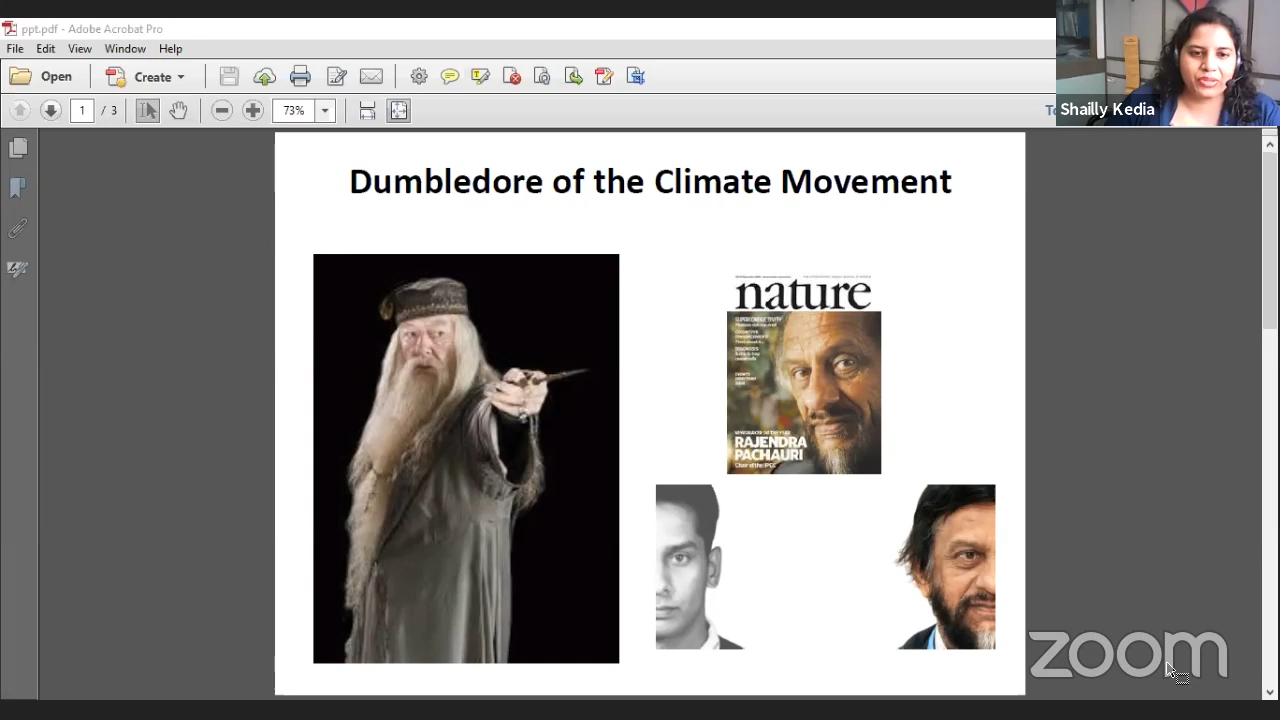 ppt.pdf - Adobe Acrobat Pro
File Edit View Window Help
Open Create
1 / 3 73%
Shailly Kedia
Dumbledore of the Climate Movement
nature
RAJENDRA
PACHAURI
Chair of the IPCC
zoom